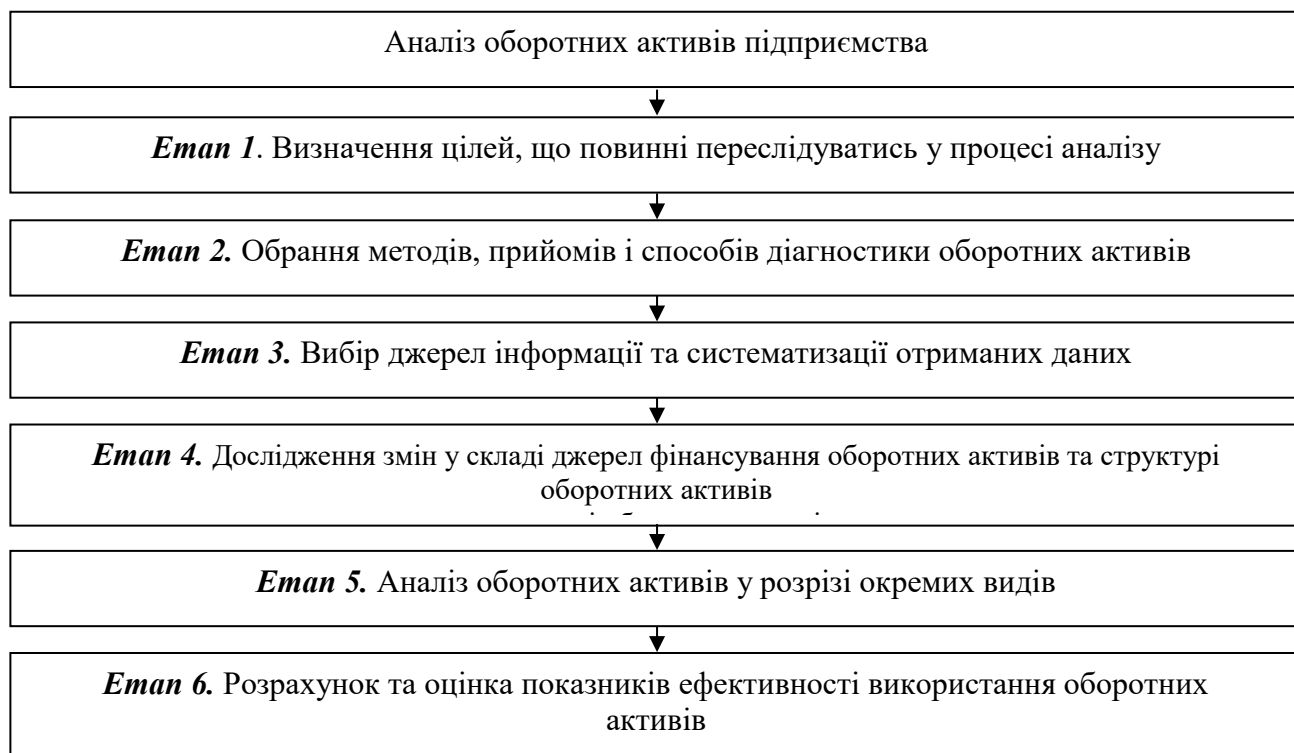 Аналіз оборотних активів підприємства
Етап 1. Визначення цілей, що повинні переслідуватись у процесі аналізу
Етап 2. Обрання методів, прийомів і способів діагностики оборотних активів
Етап 3. Вибір джерел інформації та систематизації отриманих даних
Етап 4. Дослідження змін у складі джерел фінансування оборотних активів та структурі
оборотних активів
Етап 5. Аналіз оборотних активів у розрізі окремих видів
Етап 6. Розрахунок та оцінка показників ефективності використання оборотних
активів